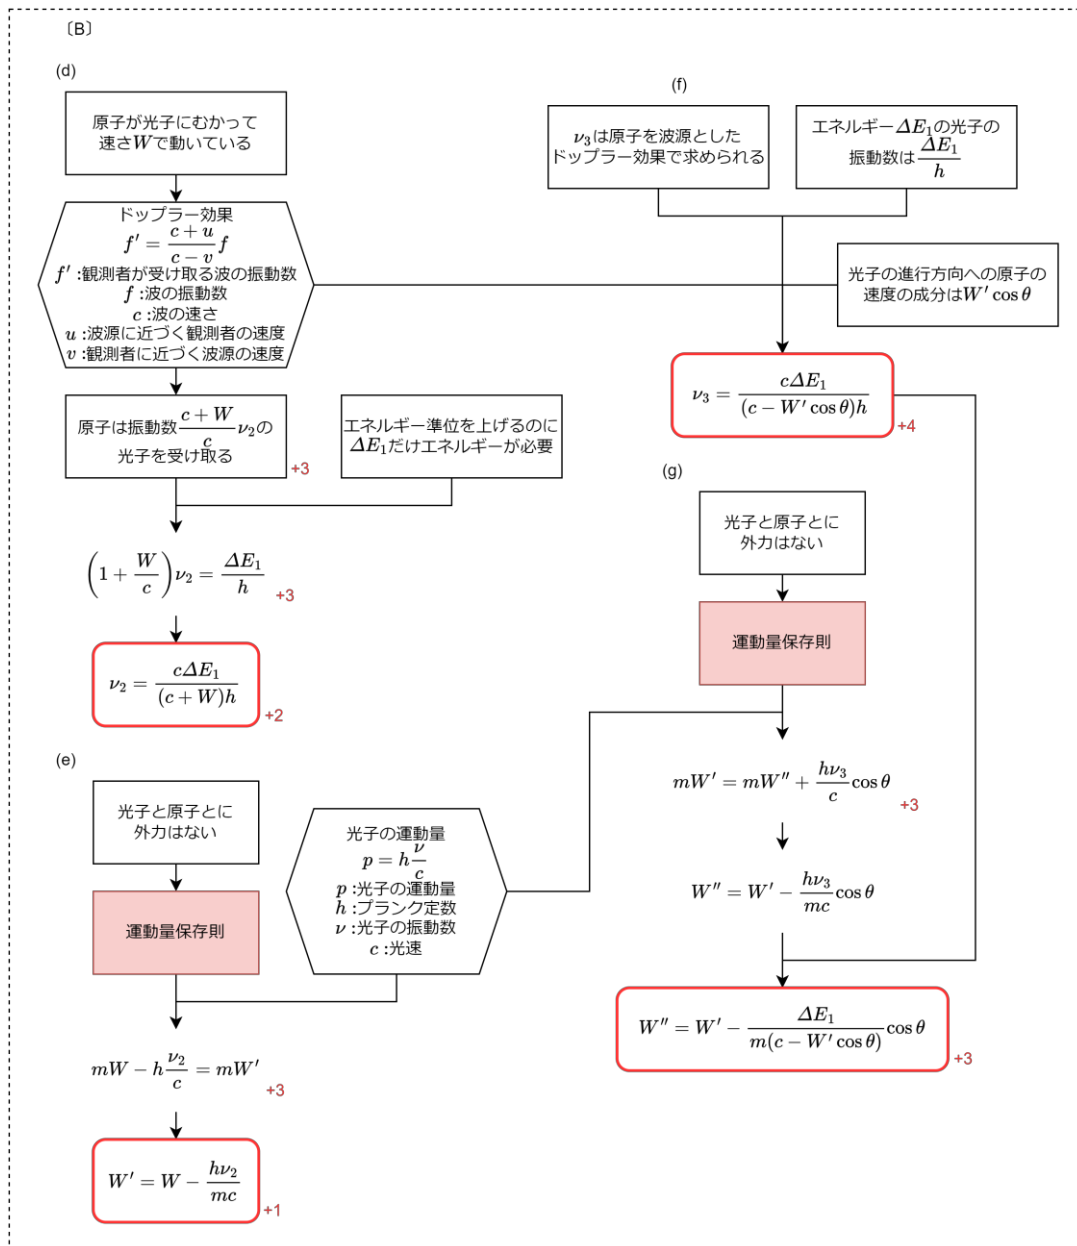 〔B〕
(d)
原子が光子にむかって
速さWで動いている
ドップラー効果
f′ = (c + u)/(c − v) f
f′ :観測者が受け取る波の振動数
f :波の振動数
c :波の速さ
u :波源に近づく観測者の速度
v :観測者に近づく波源の速度
原子は振動数 (c + W)/c ν₂の
光子を受け取る
+3
エネルギー準位を上げるのに
ΔE₁だけエネルギーが必要
(1 + W/c) ν₂ = ΔE₁/h
+3
ν₂ = cΔE₁/((c + W)h)
+2
(e)
光子と原子とに
外力はない
運動量保存則
光子の運動量
p = h ν/c
p :光子の運動量
h :プランク定数
ν :光子の振動数
c :光速
mW − h ν₂/c = mW′
+3
W′ = W − hν₂/mc
+1
(f)
ν₃は原子を波源とした
ドップラー効果で求められる
エネルギーΔE₁の光子の
振動数は ΔE₁/h
光子の進行方向への原子の
速度の成分はW′ cos θ
ν₃ = cΔE₁/((c − W′ cos θ)h)
+4
(g)
光子と原子とに
外力はない
運動量保存則
mW′ = mW″ + hν₃/c cos θ
+3
W″ = W′ − hν₃/mc cos θ
W″ = W′ − ΔE₁/(m(c − W′ cos θ)) cos θ
+3